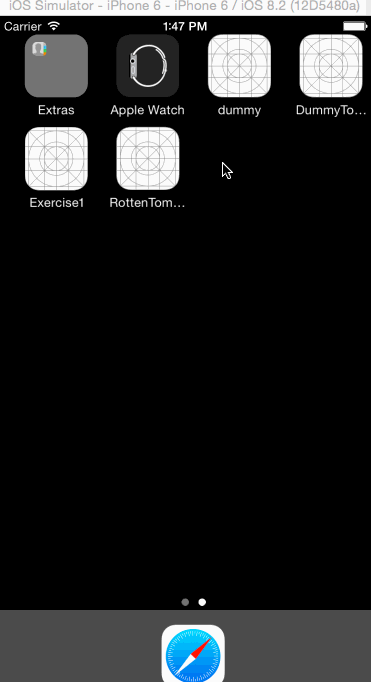 iOS Simulator - iPhone 6 - iPhone 6 / iOS 8.2 (12D5480a)
Carrier 1:47 PM
Extras Apple Watch dummy DummyTo...
Exercise1 RottenTom...